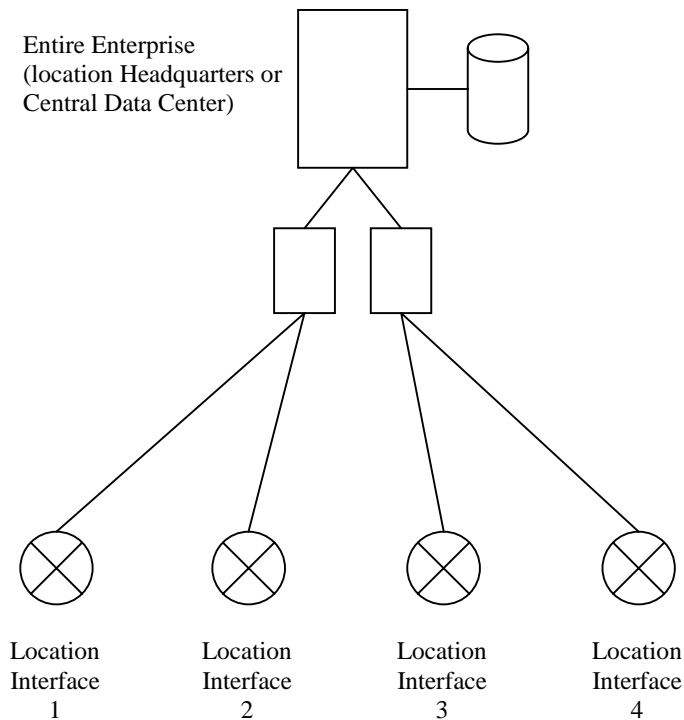 Entire Enterprise
(location Headquarters or
Central Data Center)
Location
Interface
1
Location
Interface
2
Location
Interface
3
Location
Interface
4